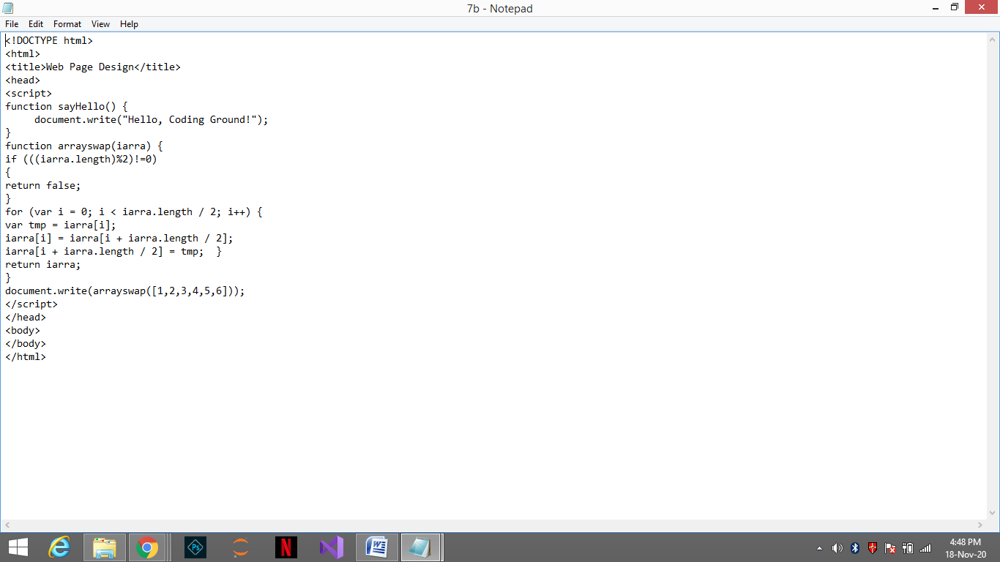 7b - Notepad
File Edit Format View Help
<!DOCTYPE html>
<html>
<title>Web Page Design</title>
<head>
<script>
function sayHello() {
     document.write("Hello, Coding Ground!");
}
function arrayswap(iarra) {
if (((iarra.length)%2)!=0)
{
return false;
}
for (var i = 0; i < iarra.length / 2; i++) {
var tmp = iarra[i];
iarra[i] = iarra[i + iarra.length / 2];
iarra[i + iarra.length / 2] = tmp;  }
return iarra;
}
document.write(arrayswap([1,2,3,4,5,6]));
</script>
</head>
<body>
</body>
</html>
Ps
N
W
4:48 PM
18-Nov-20